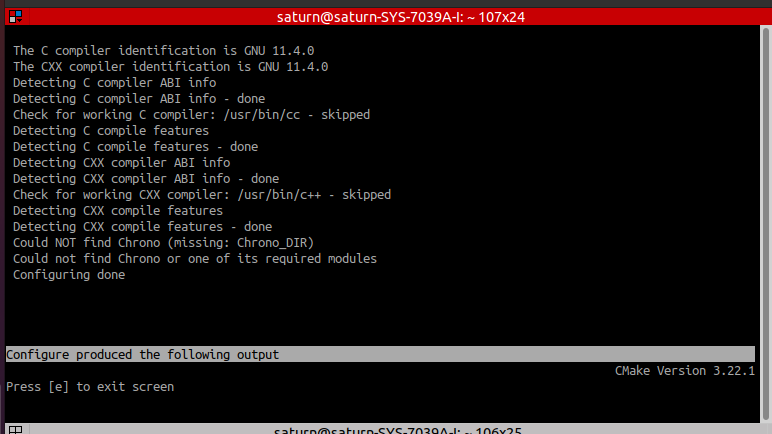 saturn@saturn-SYS-7039A-I: ~ 107x24
The C compiler identification is GNU 11.4.0
The CXX compiler identification is GNU 11.4.0
Detecting C compiler ABI info
Detecting C compiler ABI info - done
Check for working C compiler: /usr/bin/cc - skipped
Detecting C compile features
Detecting C compile features - done
Detecting CXX compiler ABI info
Detecting CXX compiler ABI info - done
Check for working CXX compiler: /usr/bin/c++ - skipped
Detecting CXX compile features
Detecting CXX compile features - done
Could NOT find Chrono (missing: Chrono_DIR)
Could not find Chrono or one of its required modules
Configuring done
Configure produced the following output
CMake Version 3.22.1
Press [e] to exit screen
saturn@saturn-SYS-7039A-I: ~ 106x25